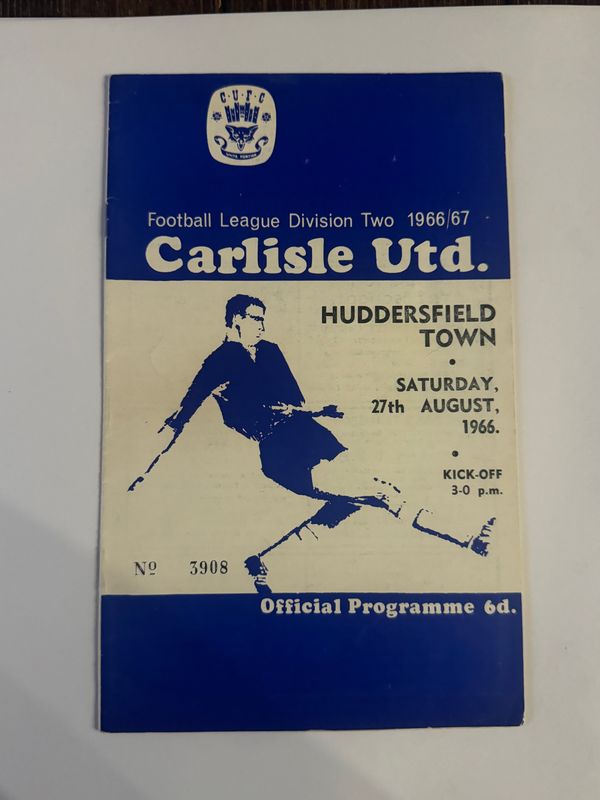 C·U·F·C
Football League Division Two 1966/67
Carlisle Utd.
HUDDERSFIELD
TOWN
•
SATURDAY,
27th AUGUST,
1966.
•
KICK-OFF
3-0 p.m.
Nº 3908
Official Programme 6d.